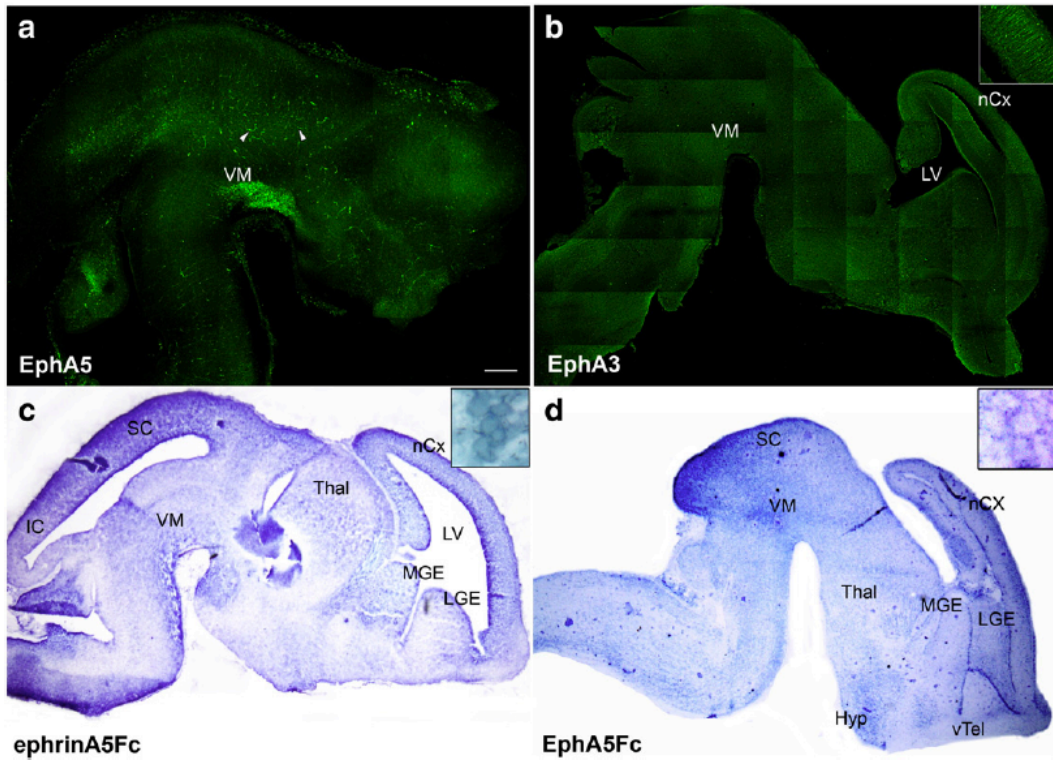 a
VM
EphA5
b
nCx
VM
LV
EphA3
c
SC
nCx
Thal
IC
VM
LV
MGE
LGE
ephrinA5Fc
d
SC
nCX
VM
Thal
MGE
LGE
Hyp
vTel
EphA5Fc